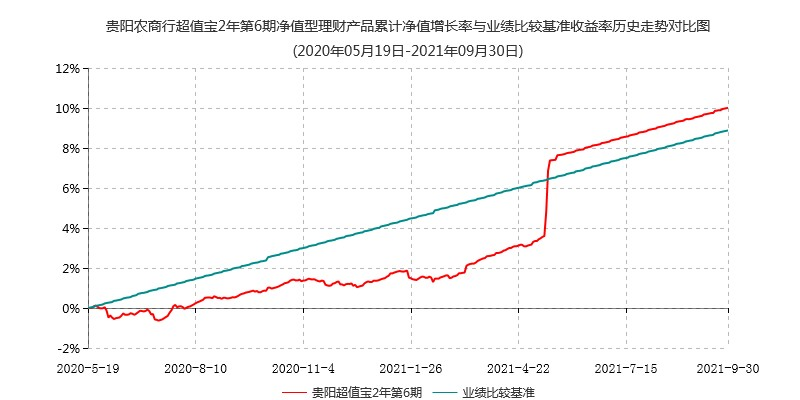 贵阳农商行超值宝2年第6期净值型理财产品累计净值增长率与业绩比较基准收益率历史走势对比图
(2020年05月19日-2021年09月30日)
12%
10%
8%
6%
4%
2%
0%
-2%
2020-5-19 2020-8-10 2020-11-4 2021-1-26 2021-4-22 2021-7-15 2021-9-30
贵阳超值宝2年第6期 业绩比较基准